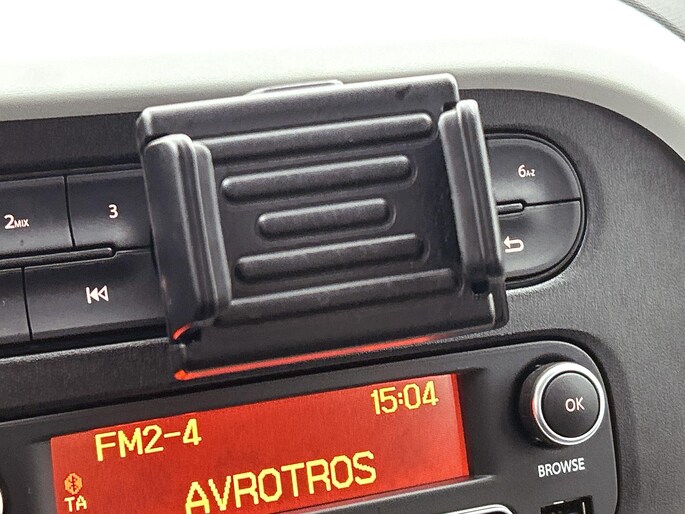 2MIX
3
6A-Z
15:04
FM2-4
TA
AVROTROS
OK
BROWSE